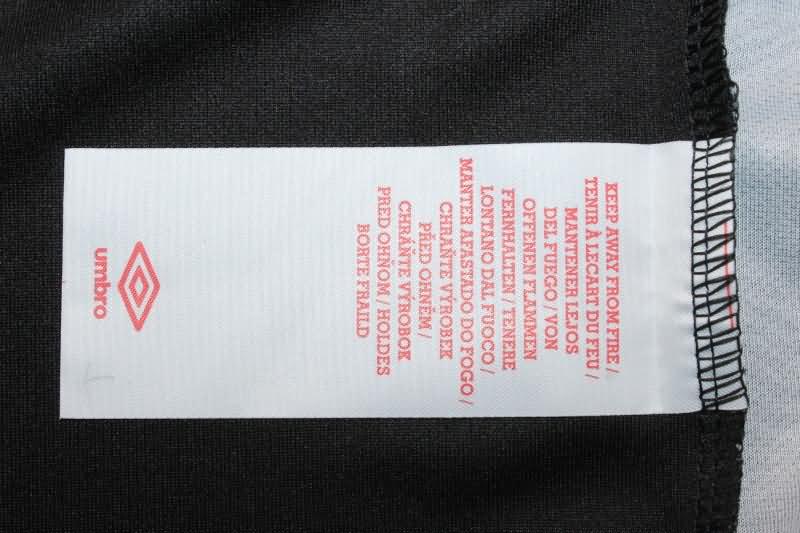 KEEP AWAY FROM FIRE /
TENIR À LECART DU FEU /
MANTENER LEJOS
DEL FUEGO / VON
OFFENEN FLAMMEN
FERNHALTEN / TENERE
LONTANO DAL FUOCO /
MANTER AFASTADO DO FOGO /
CHRAŇTE VÝROBEK
PŘED OHNĚM /
CHRÁŇTE VÝROBOK
PRED OHŇOM / HOLDES
BORTE FRAILD
umbro